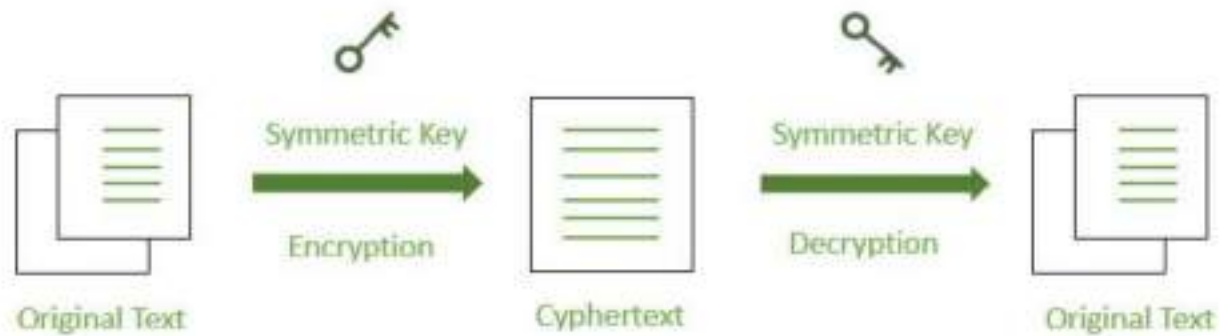 Symmetric Key
Symmetric Key
Encryption
Decryption
Original Text
Cyphertext
Original Text